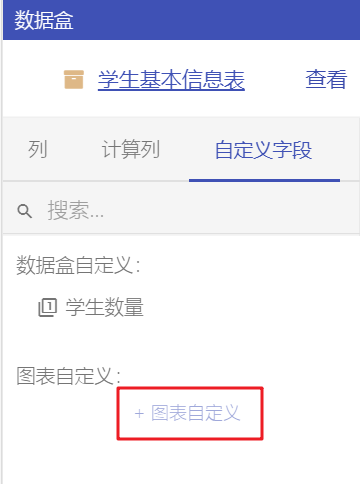 数据盒
学生基本信息表 查看
列 计算列 自定义字段
搜索...
数据盒自定义：
1 学生数量
图表自定义：
+ 图表自定义